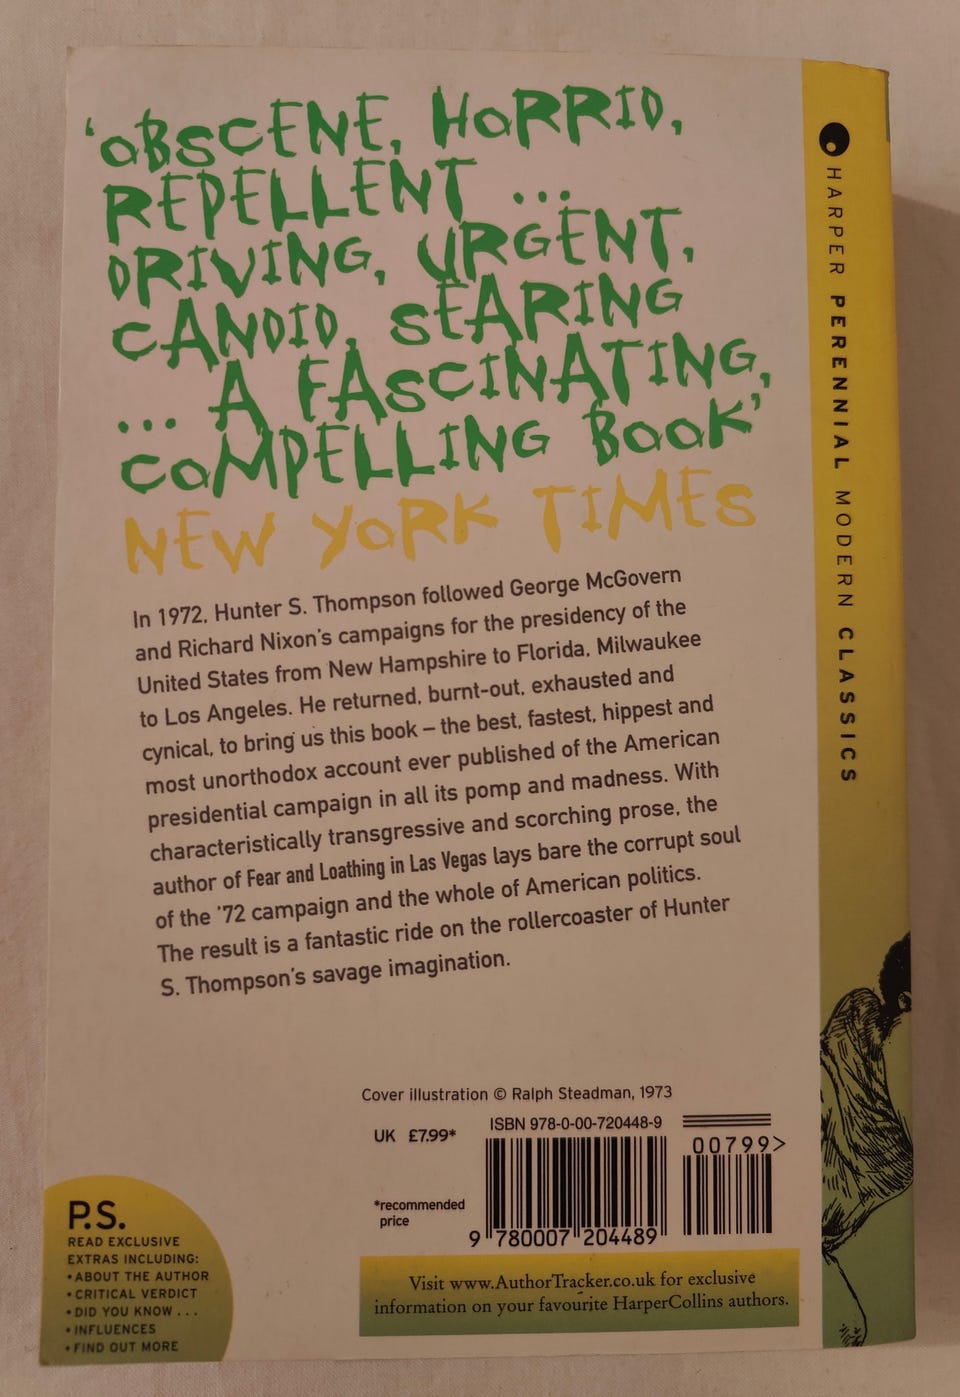 ‘OBSCENE, HORRID,
REPELLENT ...
DRIVING, URGENT,
CANDID, SEARING
... A FASCINATING,
COMPELLING BOOK’
NEW YORK TIMES
In 1972, Hunter S. Thompson followed George McGovern
and Richard Nixon's campaigns for the presidency of the
United States from New Hampshire to Florida, Milwaukee
to Los Angeles. He returned, burnt-out, exhausted and
cynical, to bring us this book – the best, fastest, hippest and
most unorthodox account ever published of the American
presidential campaign in all its pomp and madness. With
characteristically transgressive and scorching prose, the
author of Fear and Loathing in Las Vegas lays bare the corrupt soul
of the '72 campaign and the whole of American politics.
The result is a fantastic ride on the rollercoaster of Hunter
S. Thompson's savage imagination.
Cover illustration © Ralph Steadman, 1973
UK £7.99*
*recommended
price
ISBN 978-0-00-720448-9
00799>
9 780007 204489
Visit www.AuthorTracker.co.uk for exclusive
information on your favourite HarperCollins authors.
P.S.
READ EXCLUSIVE
EXTRAS INCLUDING:
• ABOUT THE AUTHOR
• CRITICAL VERDICT
• DID YOU KNOW . . .
• INFLUENCES
• FIND OUT MORE
HARPER PERENNIAL MODERN CLASSICS